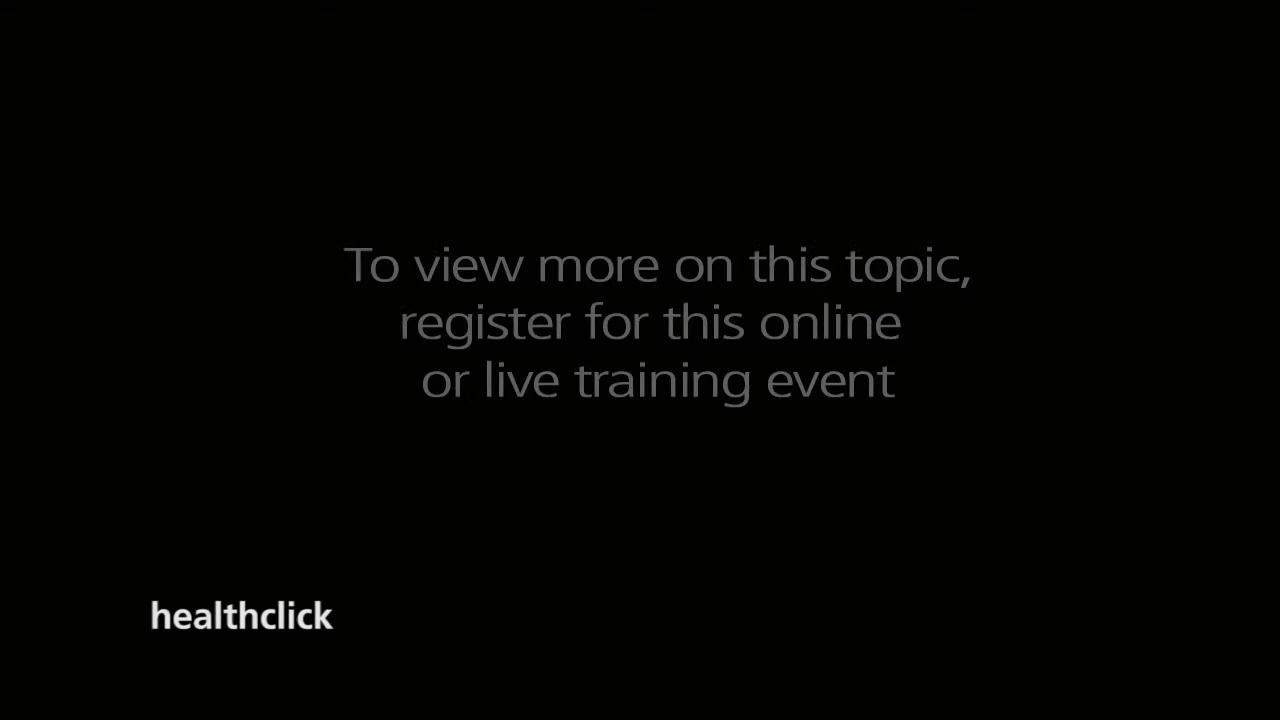 To view more on this topic,
register for this online
or live training event
healthclick